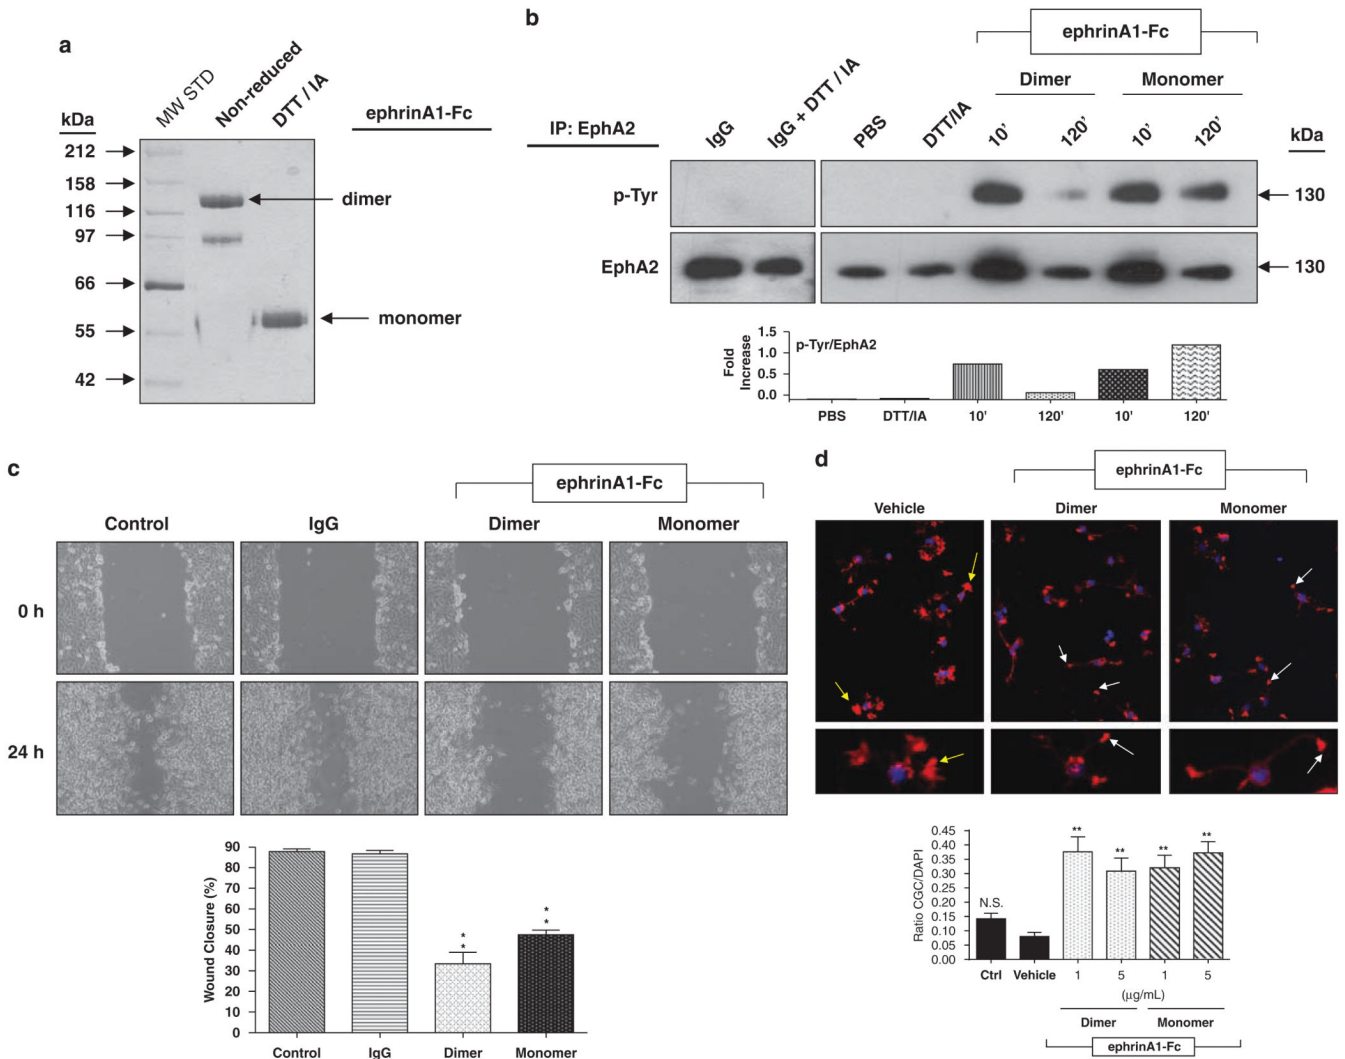 a
kDa
MW STD
Non-reduced
DTT / IA
ephrinA1-Fc
212
158
116
97
66
55
42
dimer
monomer
b
ephrinA1-Fc
Dimer
Monomer
IP: EphA2
IgG
IgG + DTT / IA
PBS
DTT/IA
10'
120'
10'
120'
kDa
p-Tyr
130
EphA2
130
Fold
Increase
1.5
1.0
0.5
0.0
p-Tyr/EphA2
PBS
DTT/IA
10'
120'
10'
120'
c
ephrinA1-Fc
Control
IgG
Dimer
Monomer
0 h
24 h
Wound Closure (%)
90
80
70
60
50
40
30
20
10
0
*
*
*
*
Control
IgG
Dimer
Monomer
d
ephrinA1-Fc
Vehicle
Dimer
Monomer
Ratio CGC/DAPI
0.45
0.40
0.35
0.30
0.25
0.20
0.15
0.10
0.05
0.00
N.S.
**
**
**
**
Ctrl
Vehicle
1
5
1
5
(μg/mL)
Dimer
Monomer
ephrinA1-Fc